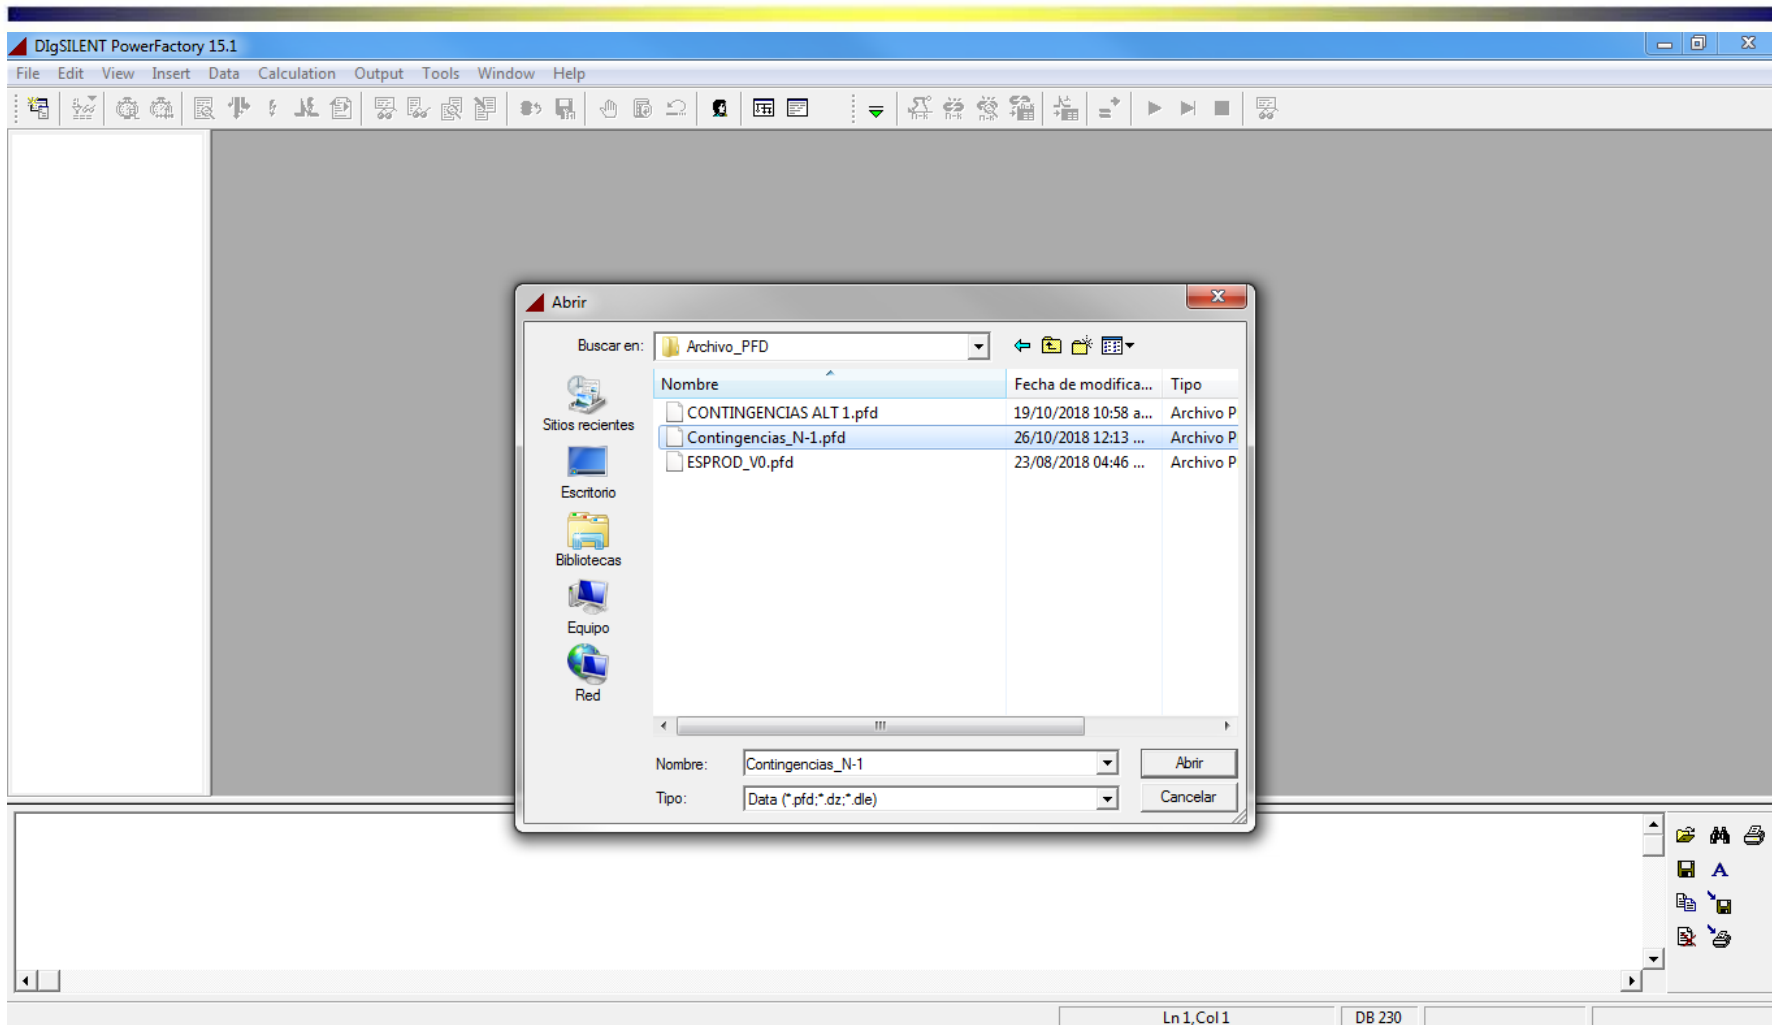 DIgSILENT PowerFactory 15.1
File Edit View Insert Data Calculation Output Tools Window Help
Abrir
Buscar en: Archivo_PFD
Nombre Fecha de modifica... Tipo
CONTINGENCIAS ALT 1.pfd 19/10/2018 10:58 a... Archivo P
Contingencias_N-1.pfd 26/10/2018 12:13 ... Archivo P
ESPROD_V0.pfd 23/08/2018 04:46 ... Archivo P
Sitios recientes
Escritorio
Bibliotecas
Equipo
Red
Nombre: Contingencias_N-1 Abrir
Tipo: Data (*.pfd;*.dz;*.dle) Cancelar
Ln 1,Col 1 DB 230